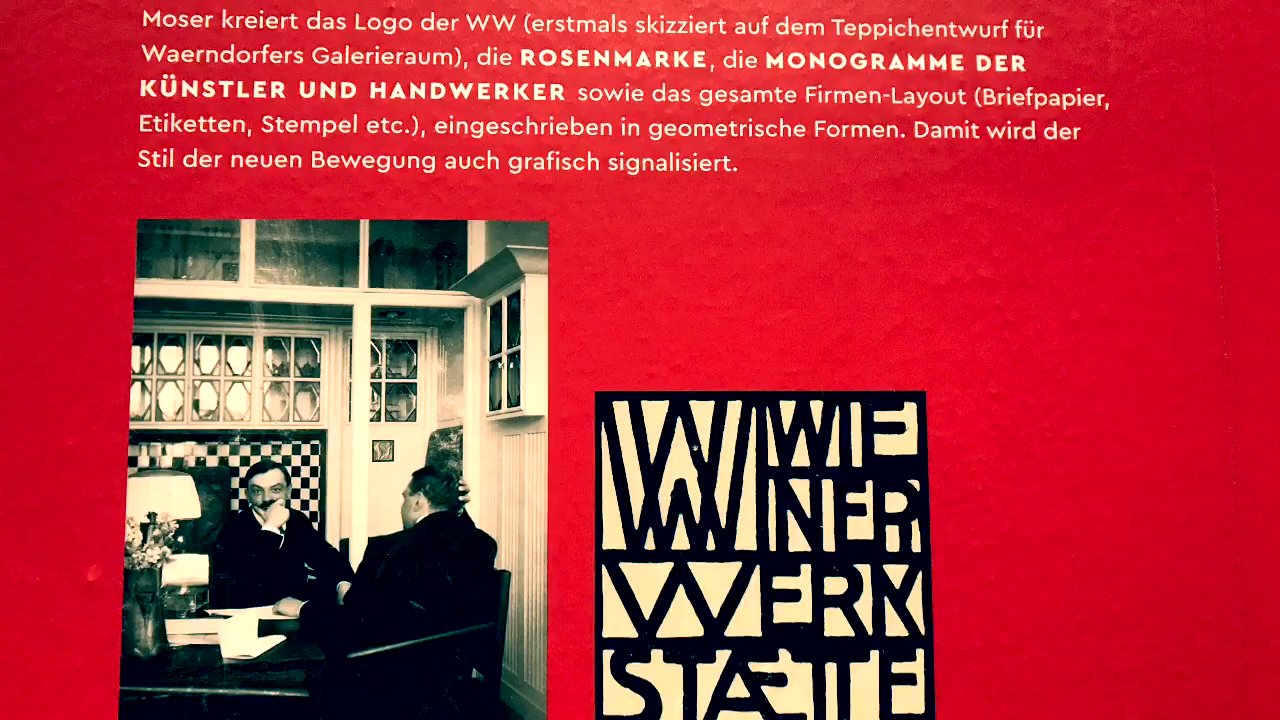 Moser kreiert das Logo der WW (erstmals skizziert auf dem Teppichentwurf für
Waerndorfers Galerieraum), die ROSENMARKE, die MONOGRAMME DER
KÜNSTLER UND HANDWERKER sowie das gesamte Firmen-Layout (Briefpapier,
Etiketten, Stempel etc.), eingeschrieben in geometrische Formen. Damit wird der
Stil der neuen Bewegung auch grafisch signalisiert.
WW WIE
NER
WERK
STÆTTE